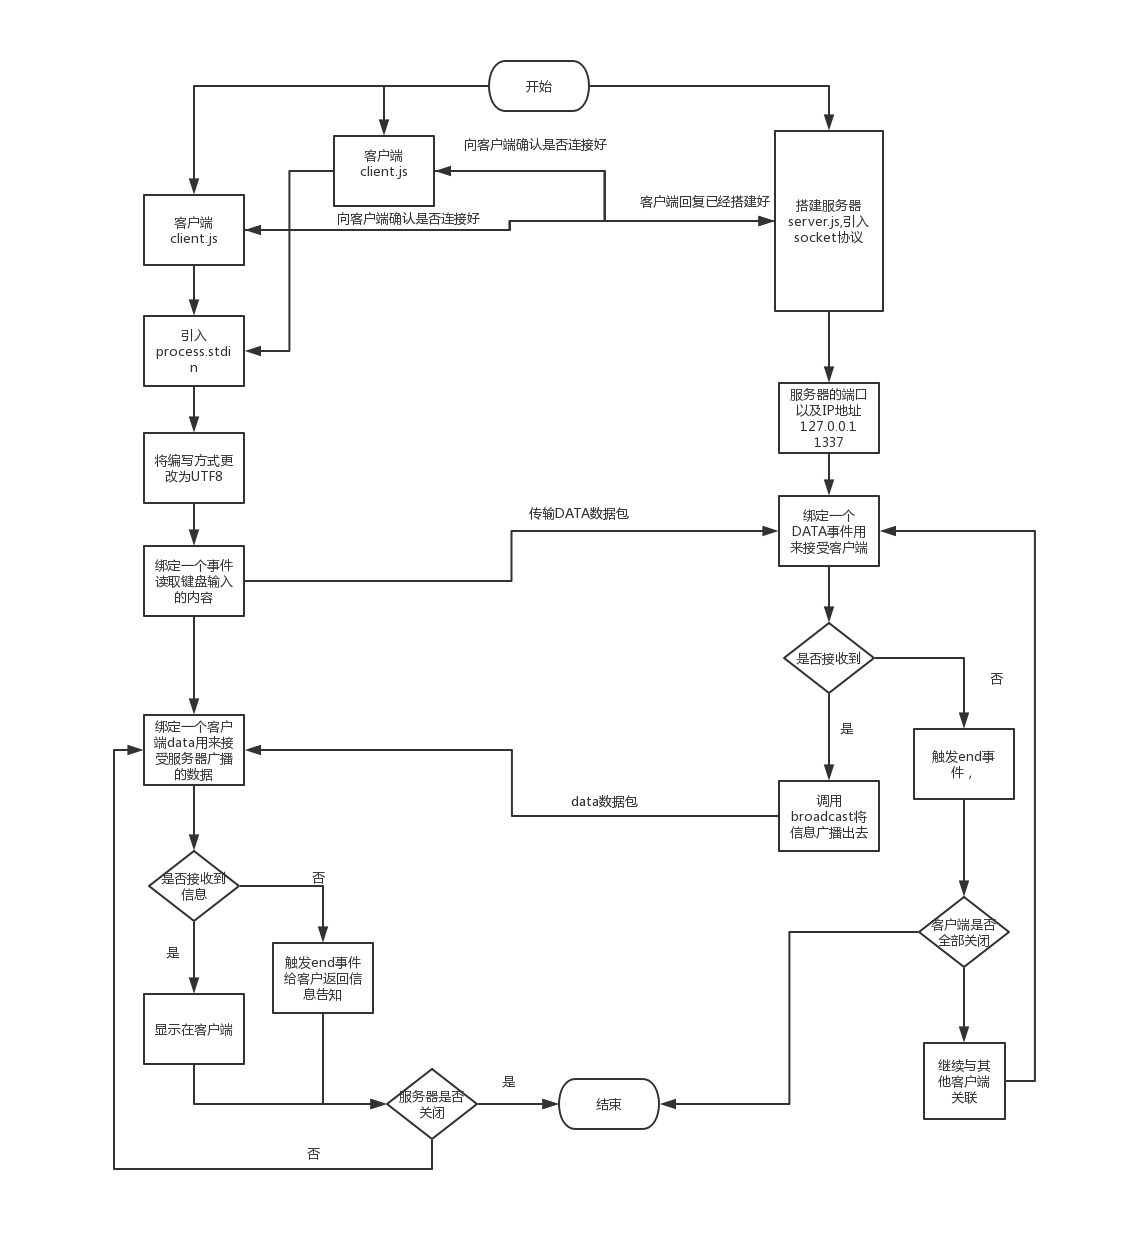 开始
客户端
client.js
向客户端确认是否连接好
客户端回复已经搭建好
搭建服务器
server.js,引入
socket协议
客户端
client.js
向客户端确认是否连接好
引入
process.stdi
n
服务器的端口
以及IP地址
127.0.0.1
1337
将编写方式更
改为UTF8
传输DATA数据包
绑定一个
DATA事件用
来接受客户端
绑定一个事件
读取键盘输入
的内容
是否接收到
否
是
绑定一个客户
端data用来接
受服务器广播
的数据
触发end事
件，
data数据包
调用
broadcast将
信息广播出去
是否接收到
信息
否
是
客户端是否
全部关闭
触发end事件
给客户返回信
息告知
显示在客户端
继续与其
他客户端
关联
服务器是否
关闭
是
结束
否